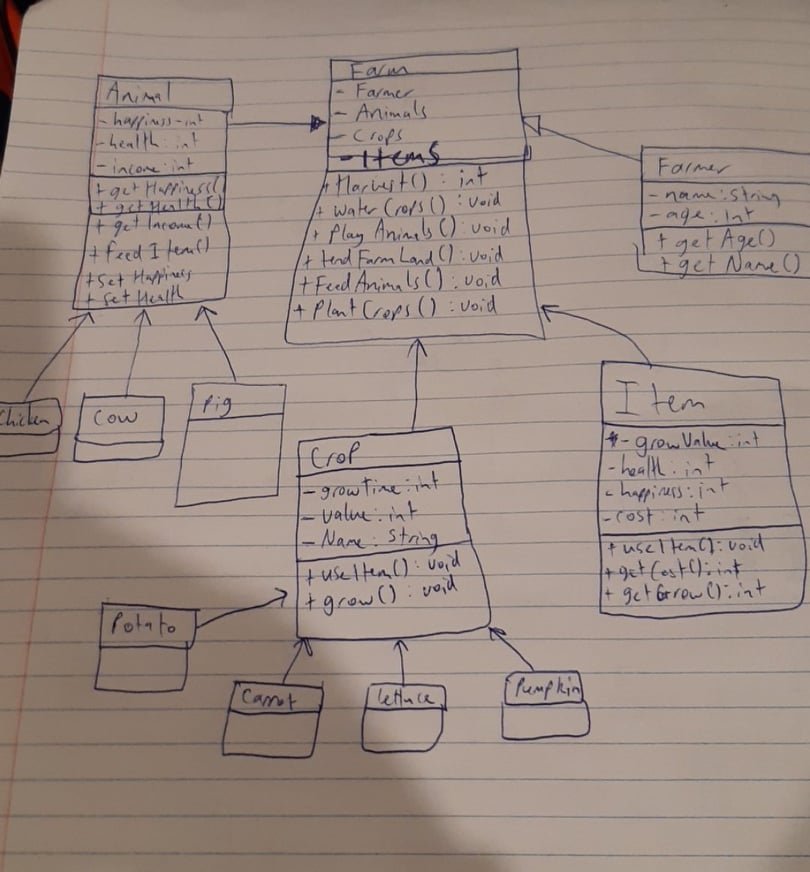 Animal
- happiness - int
- health : int
- income : int
+ get Happiness()
+ get Health()
+ get Income()
+ feed Item()
+ Set Happiness
+ Set Health
Farm
- Farmer
- Animals
- Crops
- Items
+ Harvest() : int
+ Water Crops() : void
+ Play Animals() : void
+ tend Farm Land() : void
+ Feed Animals() : void
+ Plant Crops() : void
Farmer
- name : String
- age : Int
+ get Age()
+ get Name()
Chicken
Cow
Pig
Crop
- growTime : int
- Value : int
- Name : String
+ useItem() : void
+ grow() : void
Item
- growValue : int
- health : int
- happiness : int
- cost : int
+ useItem() : void
+ getCost() : int
+ getGrow() : int
Potato
Carrot
Lettuce
Pumpkin